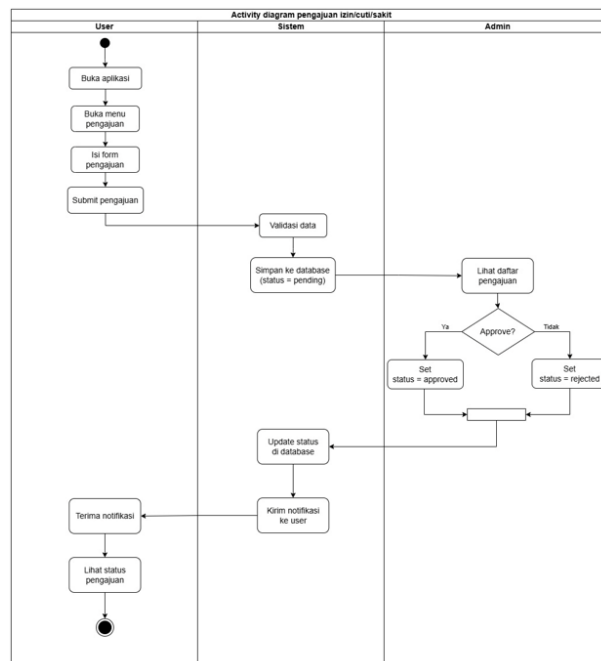 Activity diagram pengajuan izin/cuti/sakit
User
Sistem
Admin
Buka aplikasi
Buka menu
pengajuan
Isi form
pengajuan
Submit pengajuan
Validasi data
Simpan ke database
(status = pending)
Lihat daftar
pengajuan
Approve?
Ya
Tidak
Set
status = approved
Set
status = rejected
Update status
di database
Kirim notifikasi
ke user
Terima notifikasi
Lihat status
pengajuan